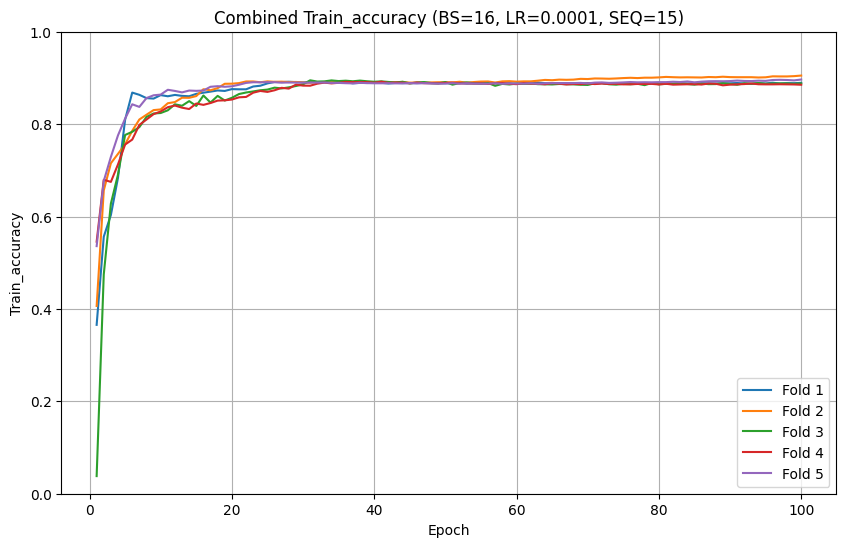 Combined Train_accuracy (BS=16, LR=0.0001, SEQ=15)
1.0
0.8
0.6
0.4
0.2
0.0
Train_accuracy
0 20 40 60 80 100
Epoch
Fold 1
Fold 2
Fold 3
Fold 4
Fold 5